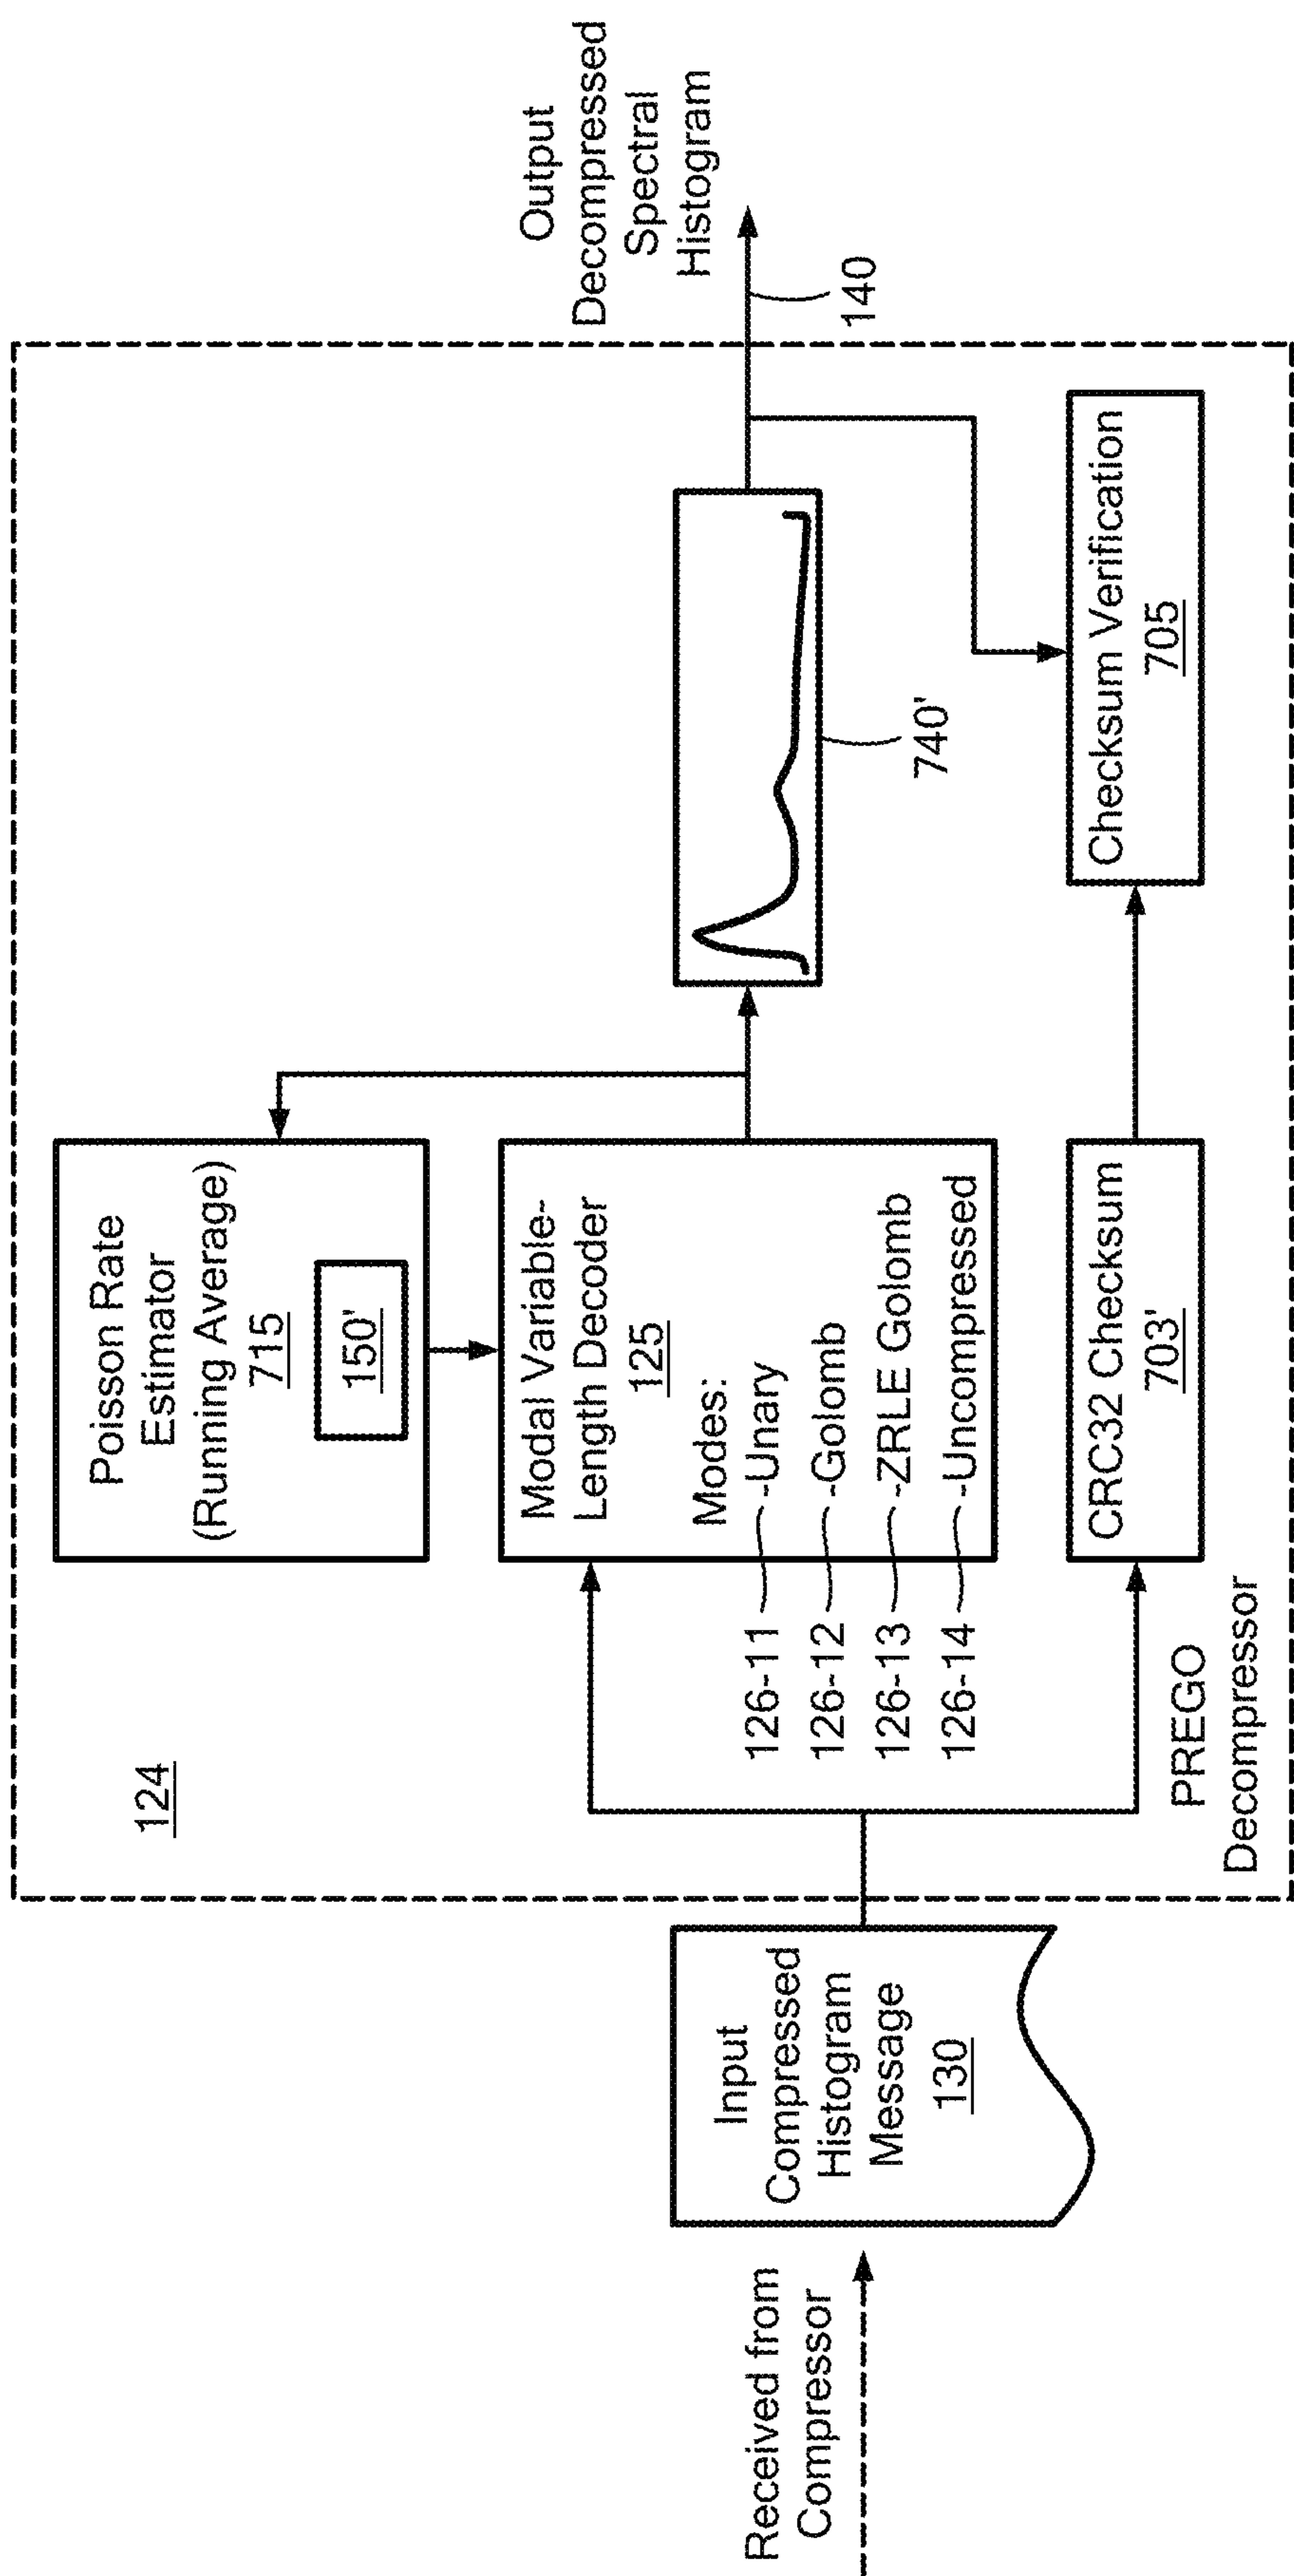 Received from
Compressor
Input
Compressed
Histogram
Message
130
124
Poisson Rate
Estimator
(Running Average)
715
150'
Modal Variable-
Length Decoder
125
Modes:
126-11 -Unary
126-12 -Golomb
126-13 -ZRLE Golomb
126-14 -Uncompressed
CRC32 Checksum
703'
PREGO
Decompressor
740'
Checksum Verification
705
Output
Decompressed
Spectral
Histogram
140